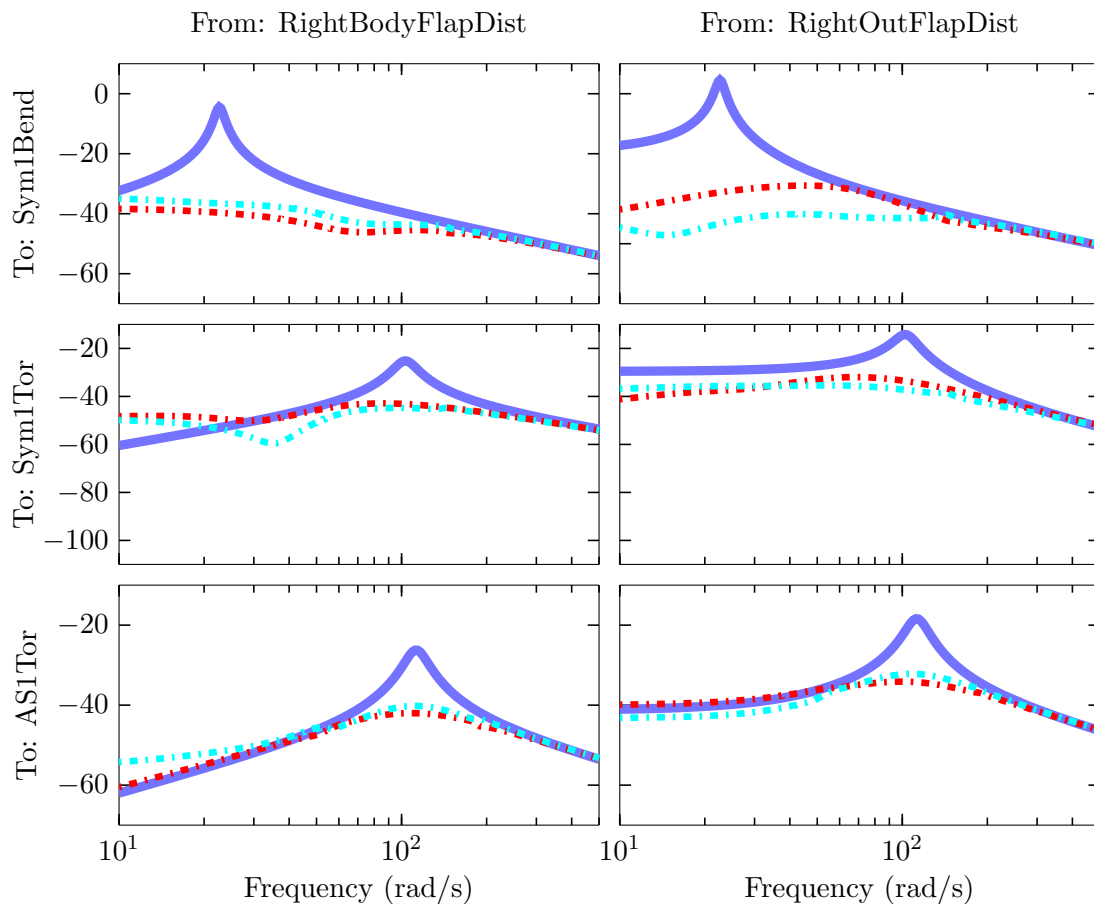 From: RightBodyFlapDist
From: RightOutFlapDist
To: Sym1Bend
0
−20
−40
−60
To: Sym1Tor
−20
−40
−60
−80
−100
To: AS1Tor
−20
−40
−60
10^1
10^2
10^1
10^2
Frequency (rad/s)
Frequency (rad/s)